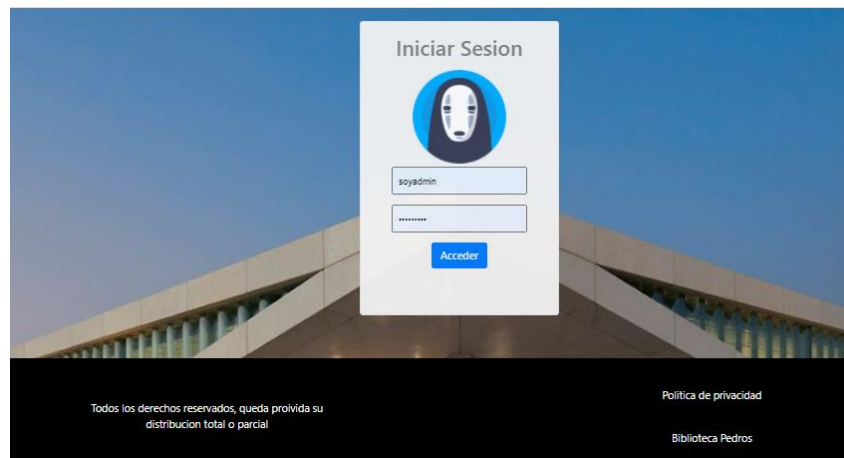 Iniciar Sesion
soyadmin
•••••••••
Acceder
Todos los derechos reservados, queda proivida su
distribucion total o parcial
Politica de privacidad
Biblioteca Pedros